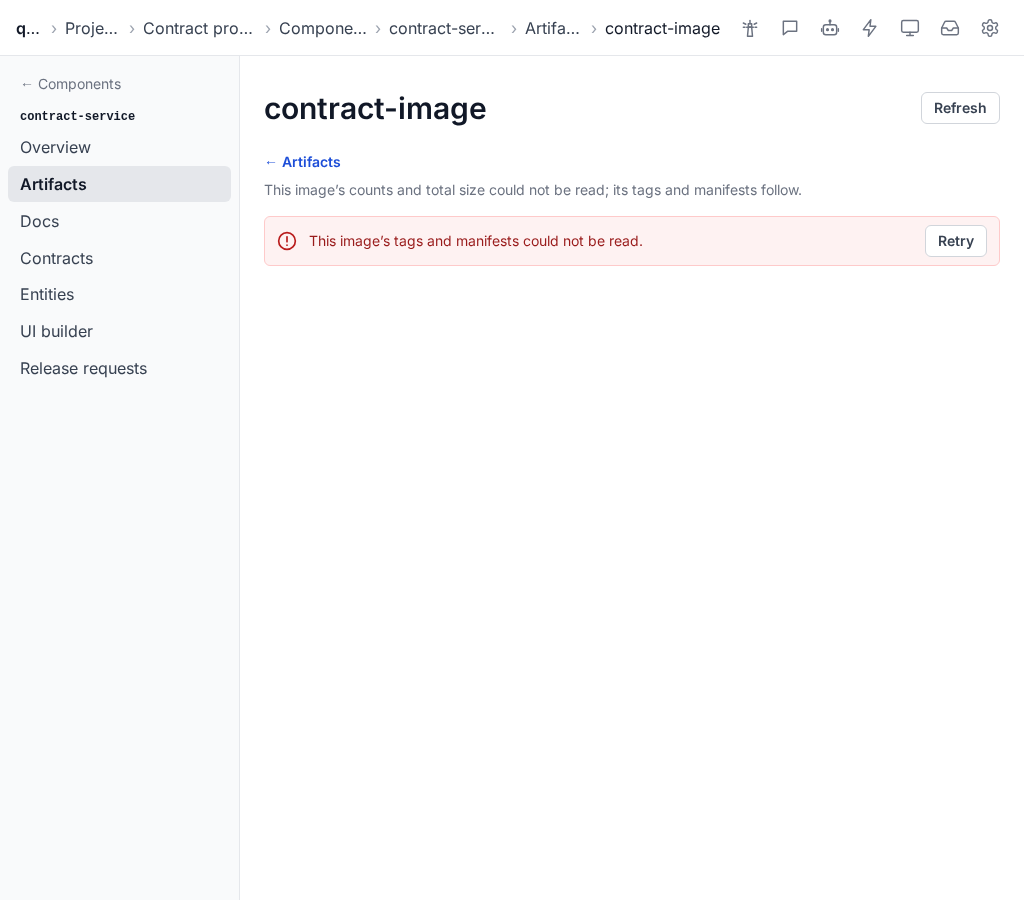 q... › Proje... › Contract pro... › Compone... › contract-ser... › Artifa... › contract-image
← Components
contract-service
Overview
Artifacts
Docs
Contracts
Entities
UI builder
Release requests
contract-image
Refresh
← Artifacts
This image’s counts and total size could not be read; its tags and manifests follow.
This image’s tags and manifests could not be read.
Retry